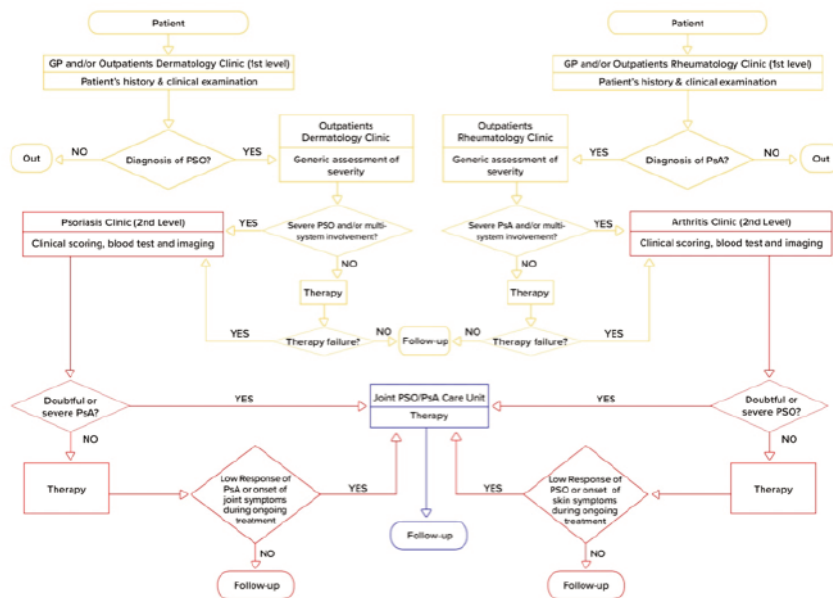 Patient
Patient
GP and/or Outpatients Dermatology Clinic (1st level)
Patient's history & clinical examination
GP and/or Outpatients Rheumatology Clinic (1st level)
Patient's history & clinical examination
Out
NO
Diagnosis of PSO?
YES
Outpatients
Dermatology Clinic
Generic assessment of
severity
Outpatients
Rheumatology Clinic
Generic assessment of
severity
YES
Diagnosis of PsA?
NO
Out
Psoriasis Clinic (2nd Level)
Clinical scoring, blood test and imaging
YES
Severe PSO and/or multi-
system involvement?
Severe PsA and/or multi-
system involvement?
YES
Arthritis Clinic (2nd Level)
Clinical scoring, blood test and imaging
NO
NO
Therapy
Therapy
YES
Therapy failure?
NO
Follow-up
NO
Therapy failure?
YES
Doubtful or
severe PsA?
YES
Joint PSO/PsA Care Unit
Therapy
YES
Doubtful or
severe PSO?
NO
NO
Therapy
Low Response of
PsA or onset of
joint symptoms
during ongoing
treatment
YES
YES
Low Response of
PSO or onset of
skin symptoms
during ongoing
treatment
Therapy
Follow-up
NO
NO
Follow-up
Follow-up